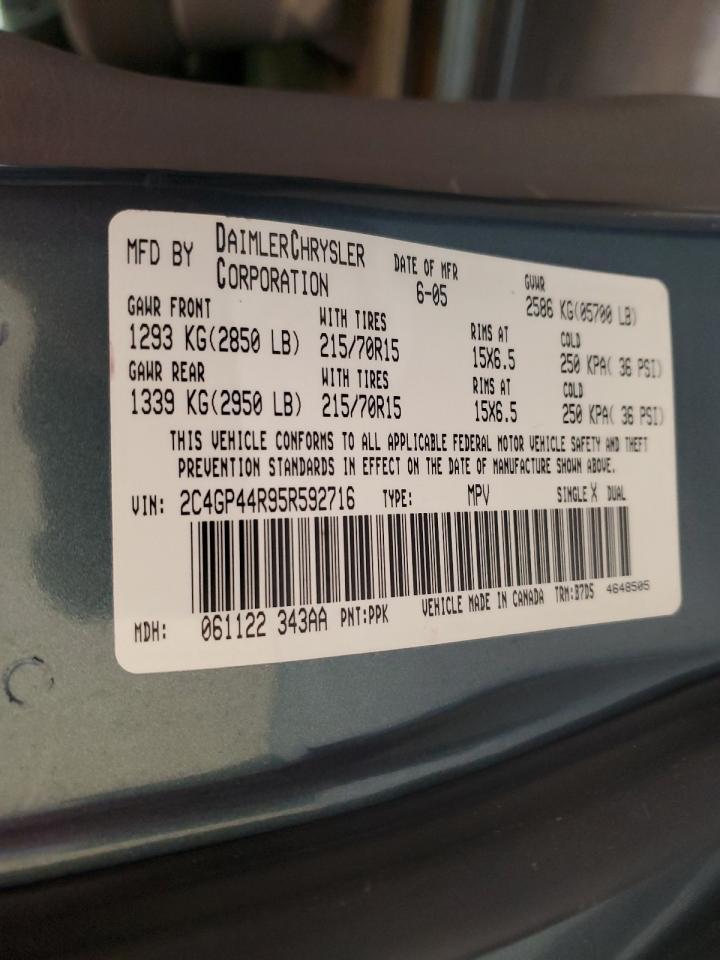 MFD BY DAIMLERCHRYSLER CORPORATION DATE OF MFR 6-05 GVWR 2586 KG(05700 LB)
GAWR FRONT WITH TIRES RIMS AT COLD
1293 KG(2850 LB) 215/70R15 15X6.5 250 KPA( 36 PSI)
GAWR REAR WITH TIRES RIMS AT COLD
1339 KG(2950 LB) 215/70R15 15X6.5 250 KPA( 36 PSI)
THIS VEHICLE CONFORMS TO ALL APPLICABLE FEDERAL MOTOR VEHICLE SAFETY AND THEFT
PREVENTION STANDARDS IN EFFECT ON THE DATE OF MANUFACTURE SHOWN ABOVE.
VIN: 2C4GP44R95R592716 TYPE: MPV SINGLE X DUAL
MDH: 061122 343AA PNT:PPK VEHICLE MADE IN CANADA TRM:B7D5 4648505